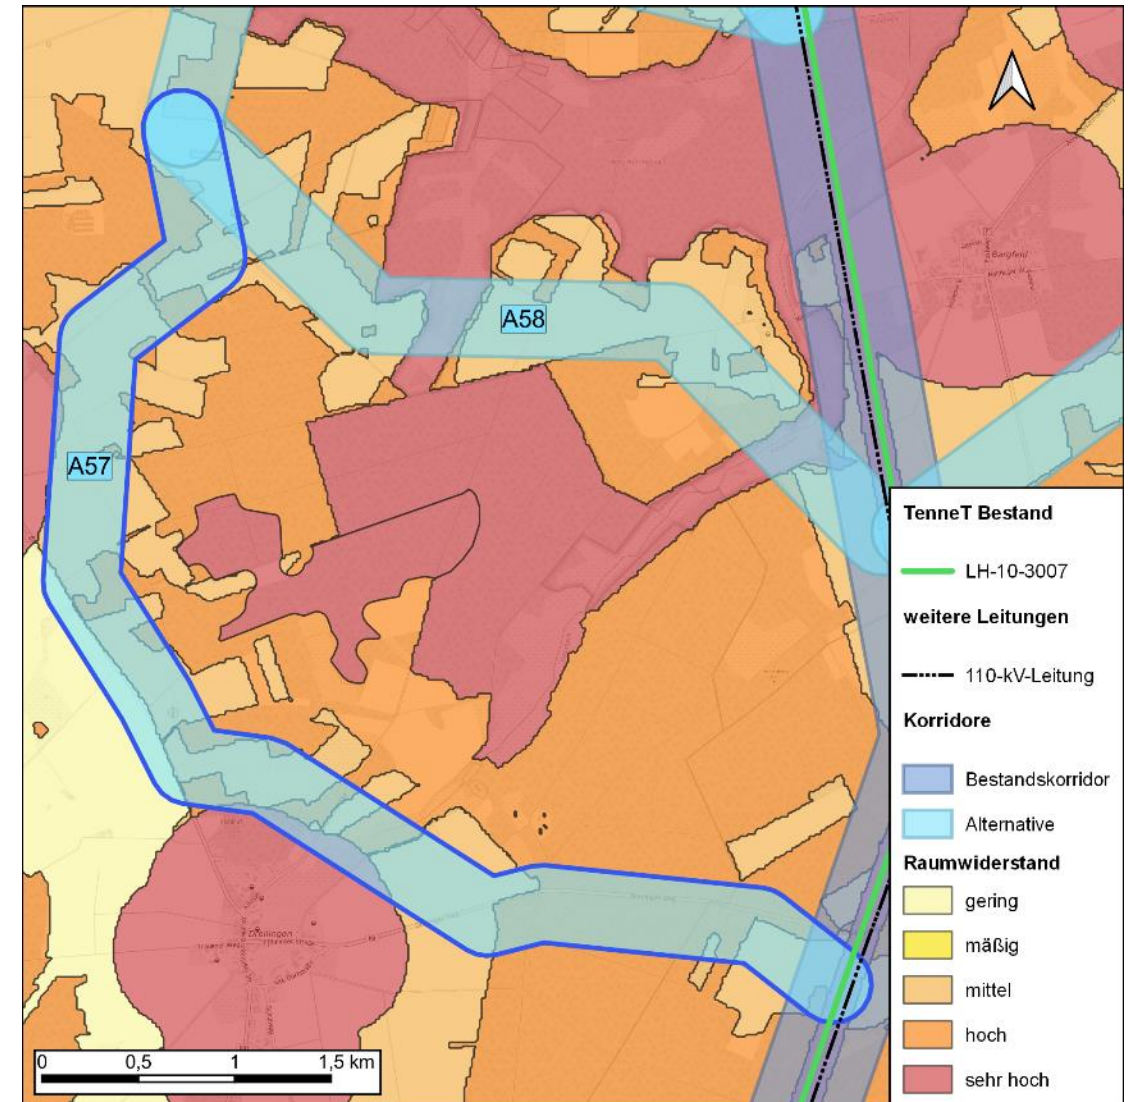 A58
Bargfeld
A57
TenneT Bestand
LH-10-3007
weitere Leitungen
110-kV-Leitung
Korridore
Bestandskorridor
Alternative
Raumwiderstand
gering
mäßig
mittel
hoch
sehr hoch
Dreilingen
0 0,5 1 1,5 km